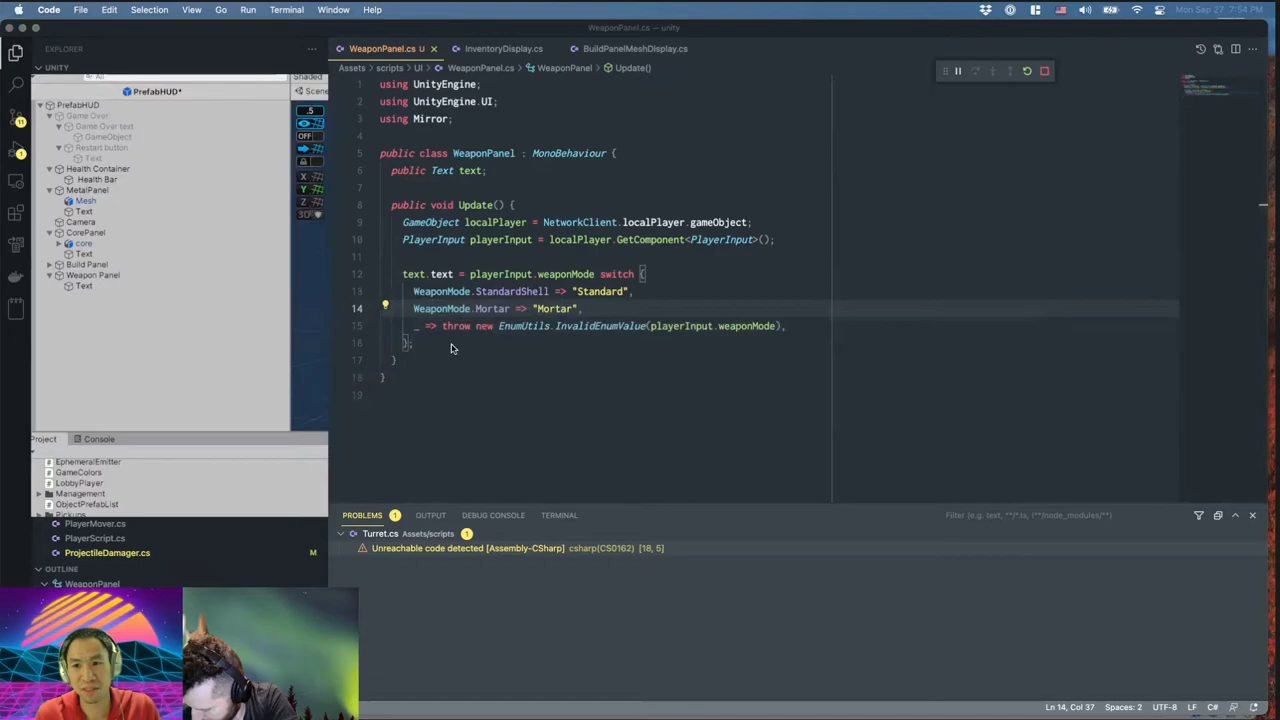 Code File Edit Selection View Go Run Terminal Window Help
Mon Sep 27 7:54 PM
WeaponPanel.cs — unity
EXPLORER
UNITY
All
Shaded
PrefabHUD*
Scene
PrefabHUD
Game Over
Game Over text
GameObject
Restart button
Text
Health Container
Health Bar
MetalPanel
Mesh
Text
Camera
CorePanel
core
Text
Build Panel
Weapon Panel
Text
.5
OFF
X
Y
Z
3D
Project Console
EphemeralEmitter
GameColors
LobbyPlayer
Management
ObjectPrefabList
Pickups
PlayerMover.cs
PlayerScript.cs
ProjectileDamager.cs M
OUTLINE
WeaponPanel
11
1
WeaponPanel.cs U InventoryDisplay.cs BuildPanelMeshDisplay.cs
Assets > scripts > UI > WeaponPanel.cs > WeaponPanel > Update()
1 using UnityEngine;
2 using UnityEngine.UI;
3 using Mirror;
4
5 public class WeaponPanel : MonoBehaviour {
6 public Text text;
7
8 public void Update() {
9 GameObject localPlayer = NetworkClient.localPlayer.gameObject;
10 PlayerInput playerInput = localPlayer.GetComponent<PlayerInput>();
11
12 text.text = playerInput.weaponMode switch {
13 WeaponMode.StandardShell => "Standard",
14 WeaponMode.Mortar => "Mortar",
15 _ => throw new EnumUtils.InvalidEnumValue(playerInput.weaponMode),
16 };
17 }
18 }
19
PROBLEMS 1 OUTPUT DEBUG CONSOLE TERMINAL
Filter (e.g. text, **/*.ts, !**/node_modules/**)
Turret.cs Assets/scripts 1
Unreachable code detected [Assembly-CSharp] csharp(CS0162) [18, 5]
Ln 14, Col 37 Spaces: 2 UTF-8 LF C#